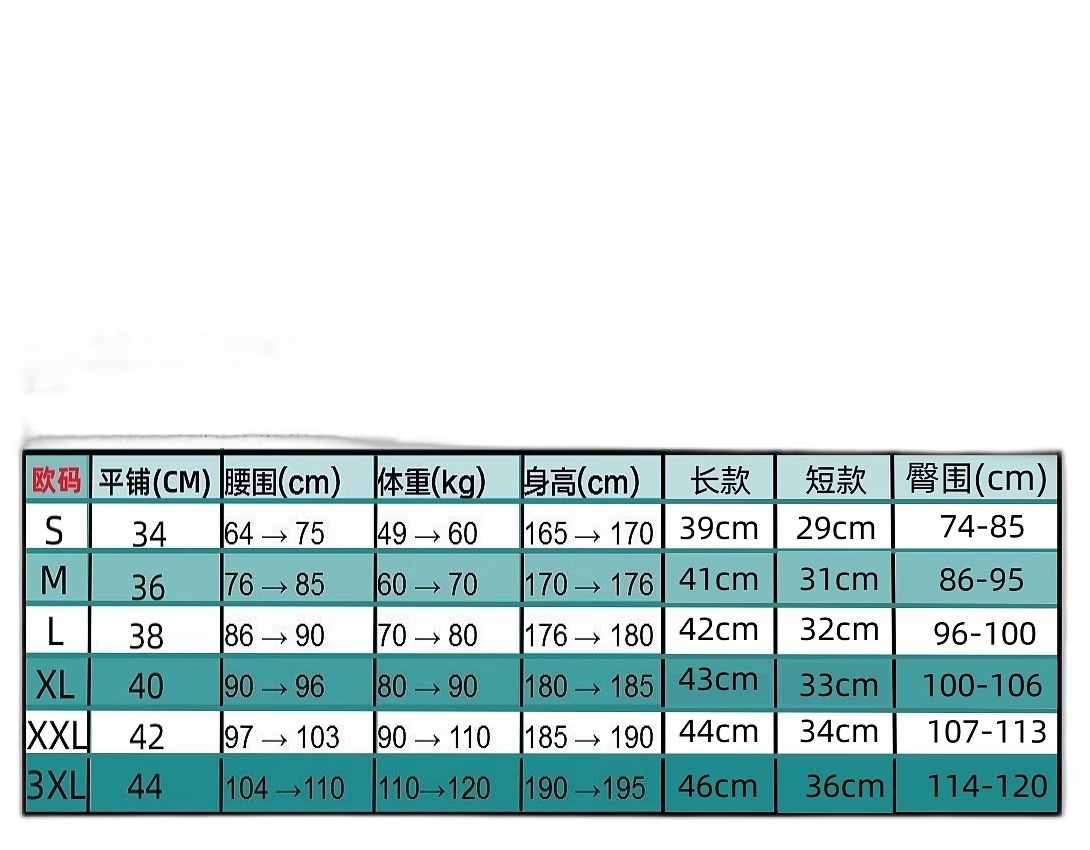 欧码 平铺(CM) 腰围(cm) 体重(kg) 身高(cm) 长款 短款 臀围(cm)
S 34 64→75 49→60 165→170 39cm 29cm 74-85
M 36 76→85 60→70 170→176 41cm 31cm 86-95
L 38 86→90 70→80 176→180 42cm 32cm 96-100
XL 40 90→96 80→90 180→185 43cm 33cm 100-106
XXL 42 97→103 90→110 185→190 44cm 34cm 107-113
3XL 44 104→110 110→120 190→195 46cm 36cm 114-120